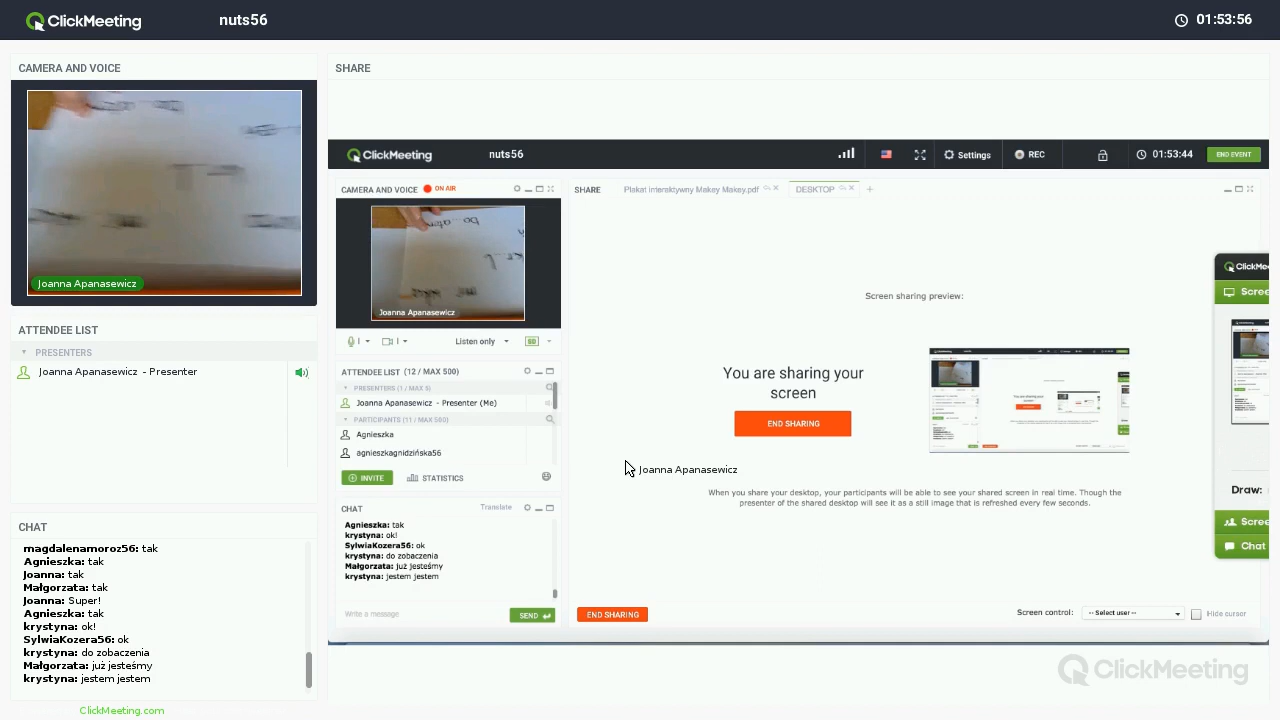 ClickMeeting
nuts56
01:53:56
CAMERA AND VOICE
Joanna Apanasewicz
ATTENDEE LIST
PRESENTERS
Joanna Apanasewicz - Presenter
CHAT
magdalenamoroz56: tak
Agnieszka: tak
Joanna: tak
Małgorzata: tak
Joanna: Super!
Agnieszka: tak
krystyna: ok!
SylwiaKozera56: ok
krystyna: do zobaczenia
Małgorzata: już jesteśmy
krystyna: jestem jestem
ClickMeeting.com
SHARE
ClickMeeting
nuts56
Settings
REC
01:53:44
END EVENT
CAMERA AND VOICE
ON AIR
Joanna Apanasewicz
Listen only
ATTENDEE LIST (12 / MAX 500)
PRESENTERS (1 / MAX 5)
Joanna Apanasewicz - Presenter (Me)
PARTICIPANTS (11 / MAX 500)
Agnieszka
agnieszkagnidzińska56
INVITE
STATISTICS
CHAT
Translate
Agnieszka: tak
krystyna: ok!
SylwiaKozera56: ok
krystyna: do zobaczenia
Małgorzata: już jesteśmy
krystyna: jestem jestem
Write a message
SEND
SHARE
Plakat interaktywny Makey Makey.pdf
DESKTOP
Screen sharing preview:
You are sharing your
screen
END SHARING
Joanna Apanasewicz
When you share your desktop, your participants will be able to see your shared screen in real time. Though the
presenter of the shared desktop will see it as a still image that is refreshed every few seconds.
END SHARING
Screen control:
-- Select user --
Hide cursor
ClickMe
Scree
Draw:
Scree
Chat
ClickMeeting